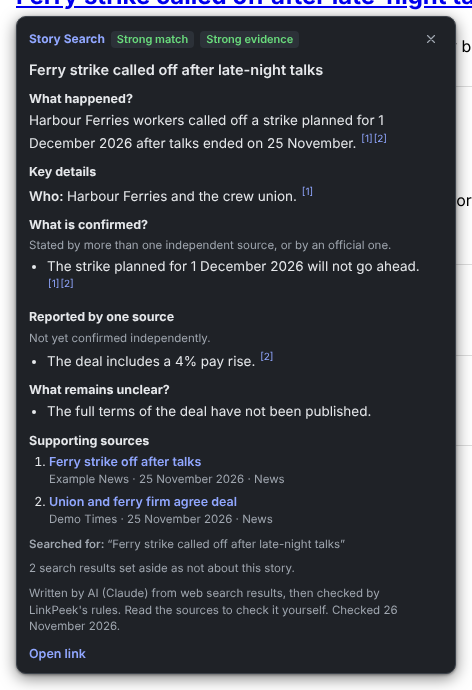 Ferry strike called off after late-night ta
Story Search Strong match Strong evidence ×
Ferry strike called off after late-night talks
What happened?
Harbour Ferries workers called off a strike planned for 1
December 2026 after talks ended on 25 November. [1][2]
Key details
Who: Harbour Ferries and the crew union. [1]
What is confirmed?
Stated by more than one independent source, or by an official one.
• The strike planned for 1 December 2026 will not go ahead.
[1][2]
Reported by one source
Not yet confirmed independently.
• The deal includes a 4% pay rise. [2]
What remains unclear?
• The full terms of the deal have not been published.
Supporting sources
1. Ferry strike off after talks
Example News · 25 November 2026 · News
2. Union and ferry firm agree deal
Demo Times · 25 November 2026 · News
Searched for: “Ferry strike called off after late-night talks”
2 search results set aside as not about this story.
Written by AI (Claude) from web search results, then checked by
LinkPeek's rules. Read the sources to check it yourself. Checked 26
November 2026.
Open link